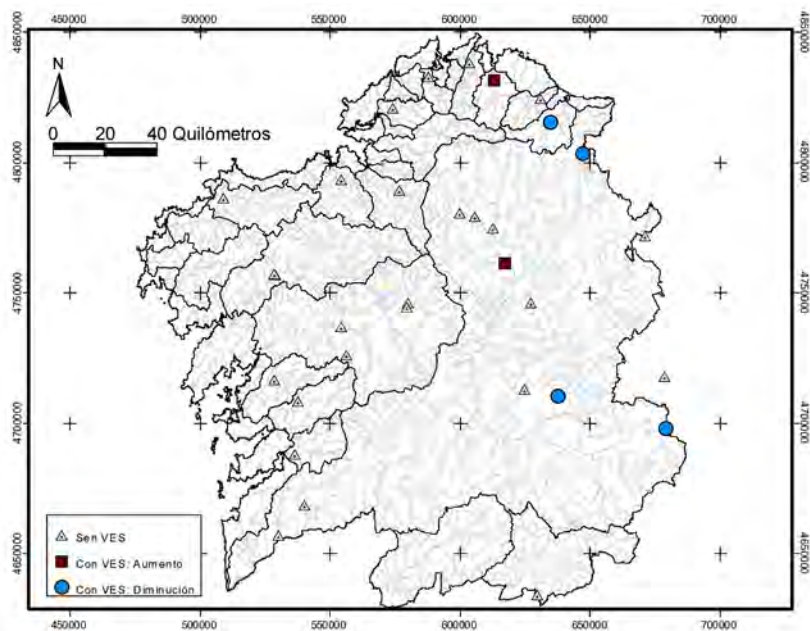 450000 500000 550000 600000 650000 700000
4850000 4850000
N
0 20 40 Quilómetros
4800000 4800000
4750000 4750000
4700000 4700000
4650000 4650000
Sen VES
Con VES: Aumento
Con VES: Diminución
450000 500000 550000 600000 650000 700000